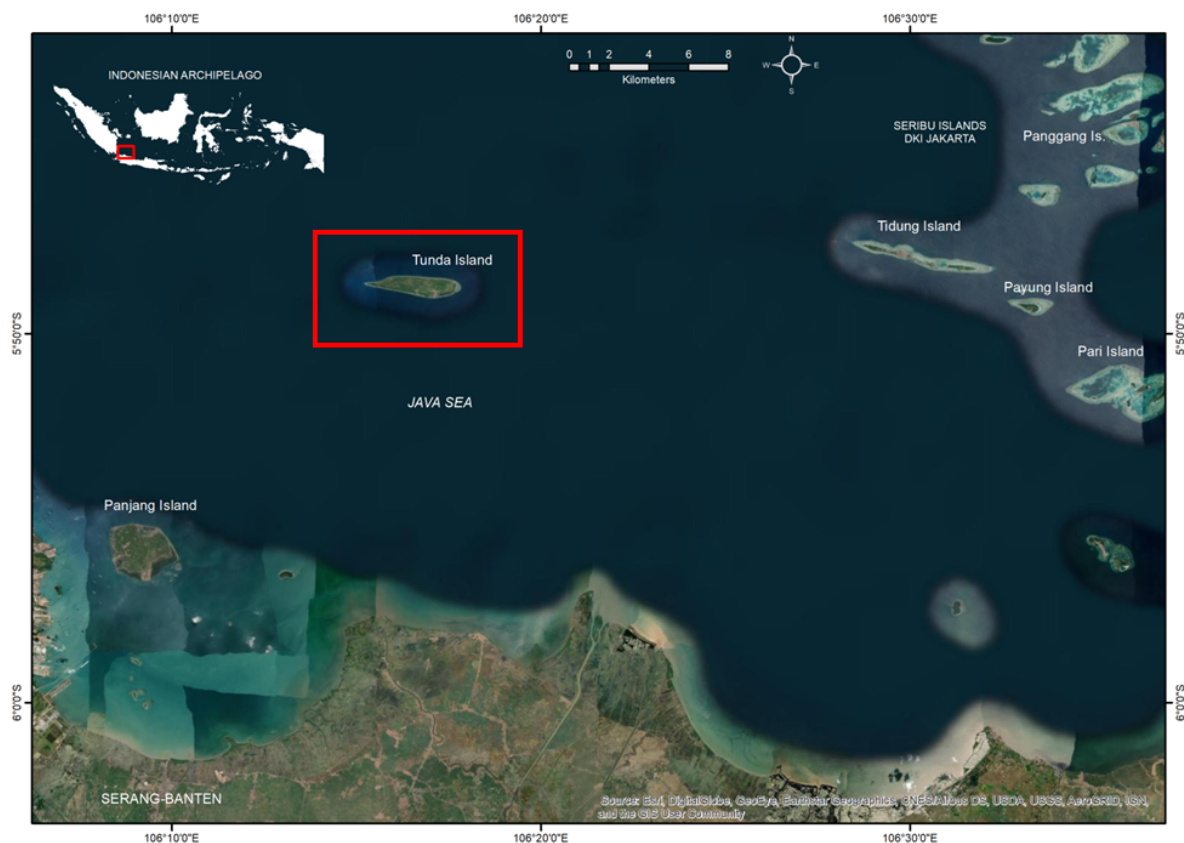 106°10'0"E 106°20'0"E 106°30'0"E
INDONESIAN ARCHIPELAGO
0 1 2 4 6 8
Kilometers
N
W E
S
SERIBU ISLANDS
DKI JAKARTA
Panggang Is.
Tidung Island
Tunda Island
Payung Island
5°50'0"S 5°50'0"S
Pari Island
JAVA SEA
Panjang Island
6°0'0"S 6°0'0"S
SERANG-BANTEN
Source: Esri, DigitalGlobe, GeoEye, Earthstar Geographics, CNES/Airbus DS, USDA, USGS, AeroGRID, IGN,
and the GIS User Community
106°10'0"E 106°20'0"E 106°30'0"E